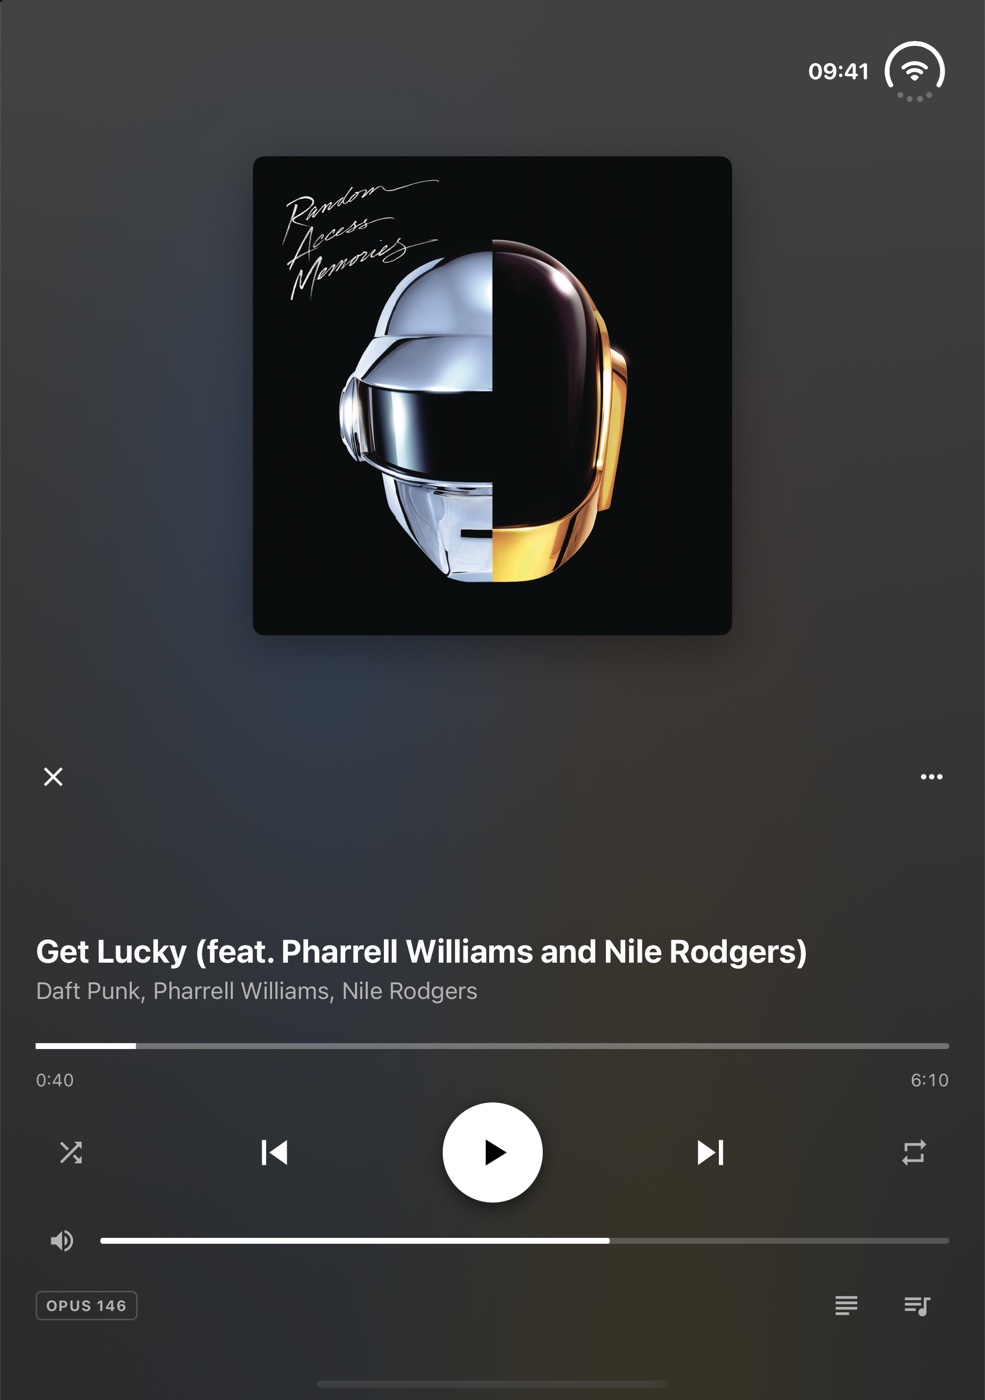 09:41
Random
Access
Memories
Get Lucky (feat. Pharrell Williams and Nile Rodgers)
Daft Punk, Pharrell Williams, Nile Rodgers
0:40
6:10
OPUS 146